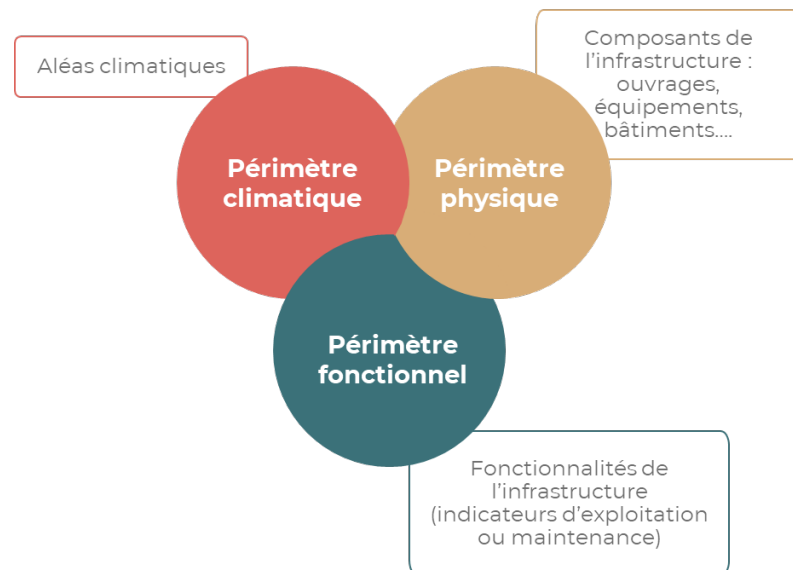 Aléas climatiques
Composants de
l'infrastructure :
ouvrages,
équipements,
bâtiments....
Périmètre
climatique
Périmètre
physique
Périmètre
fonctionnel
Fonctionnalités de
l'infrastructure
(indicateurs d'exploitation
ou maintenance)